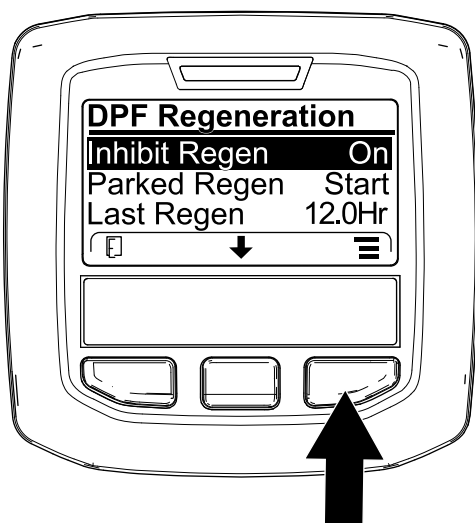 DPF Regeneration
Inhibit Regen On
Parked Regen Start
Last Regen 12.0Hr